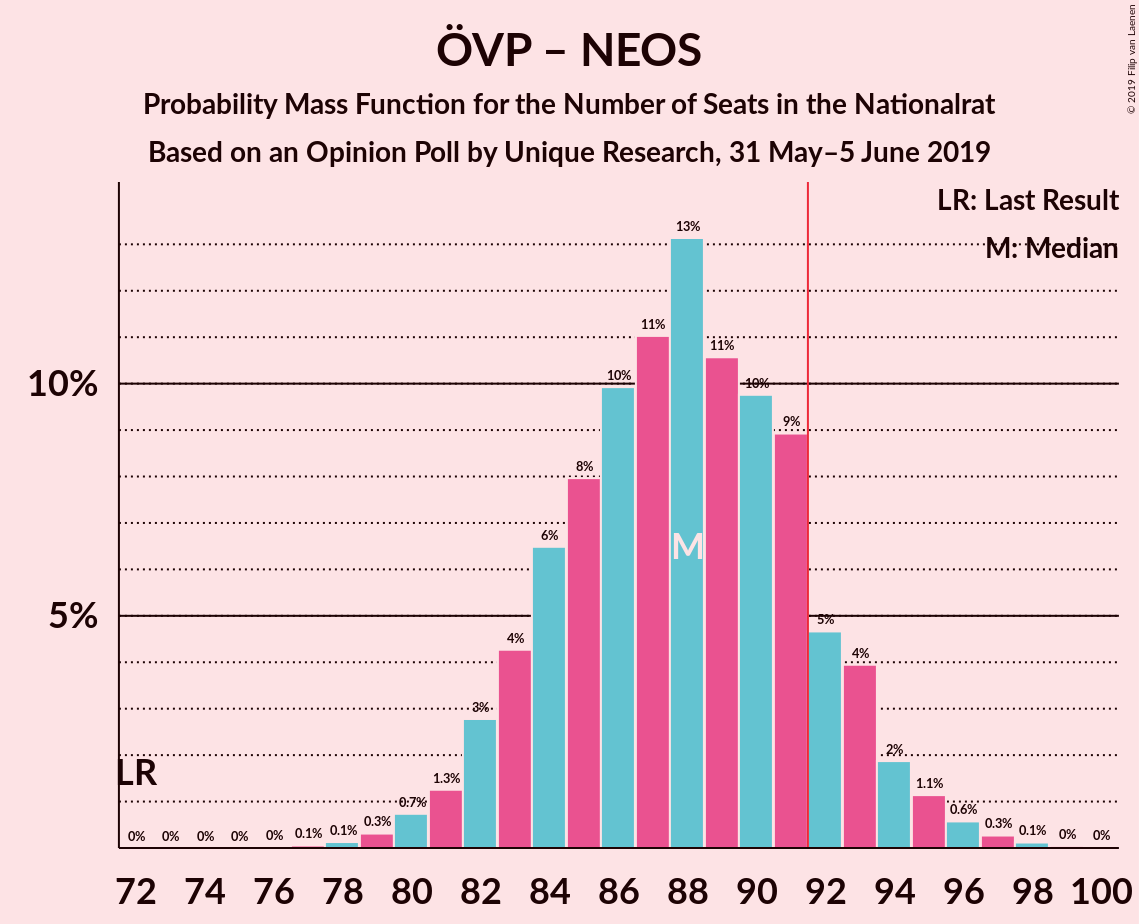 ÖVP – NEOS
Probability Mass Function for the Number of Seats in the Nationalrat
Based on an Opinion Poll by Unique Research, 31 May–5 June 2019
© 2019 Filip van Laenen
LR: Last Result
M: Median
10%
5%
LR
M
0% 0% 0% 0% 0% 0.1% 0.1% 0.3% 0.7% 1.3% 3% 4% 6% 8% 10% 11% 13% 11% 10% 9% 5% 4% 2% 1.1% 0.6% 0.3% 0.1% 0% 0%
72 74 76 78 80 82 84 86 88 90 92 94 96 98 100